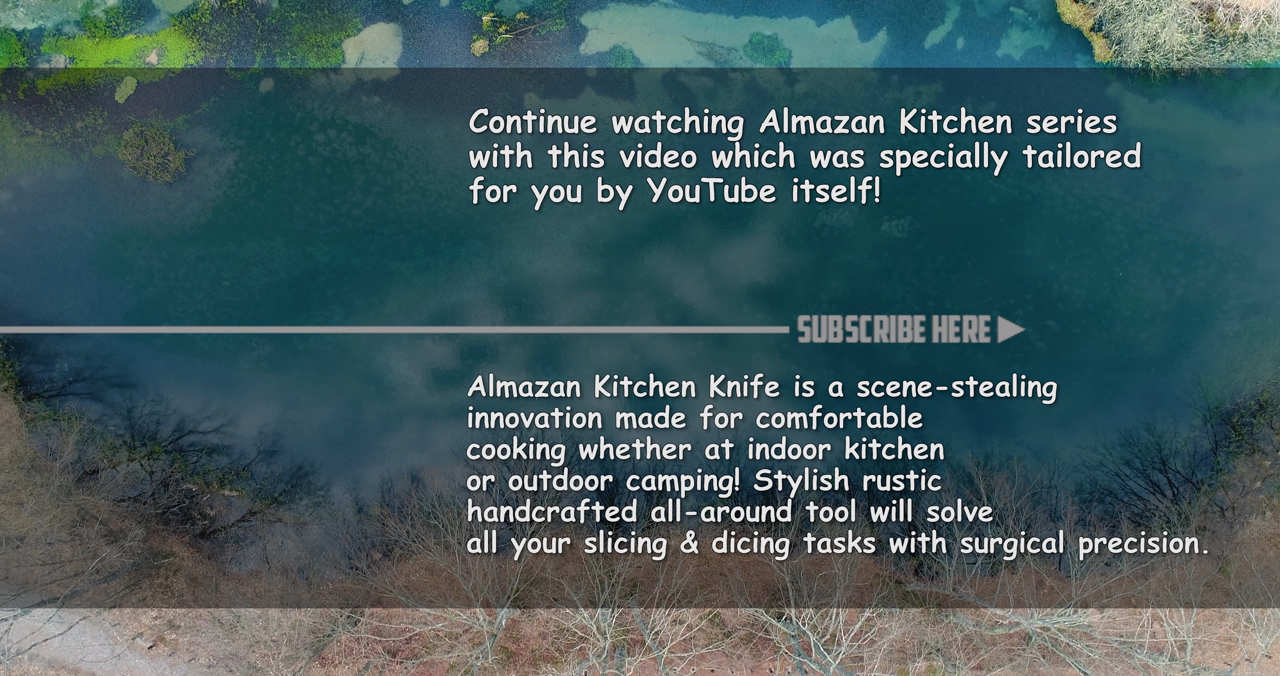 Continue watching Almazan Kitchen series
with this video which was specially tailored
for you by YouTube itself!
SUBSCRIBE HERE
Almazan Kitchen Knife is a scene-stealing
innovation made for comfortable
cooking whether at indoor kitchen
or outdoor camping! Stylish rustic
handcrafted all-around tool will solve
all your slicing & dicing tasks with surgical precision.